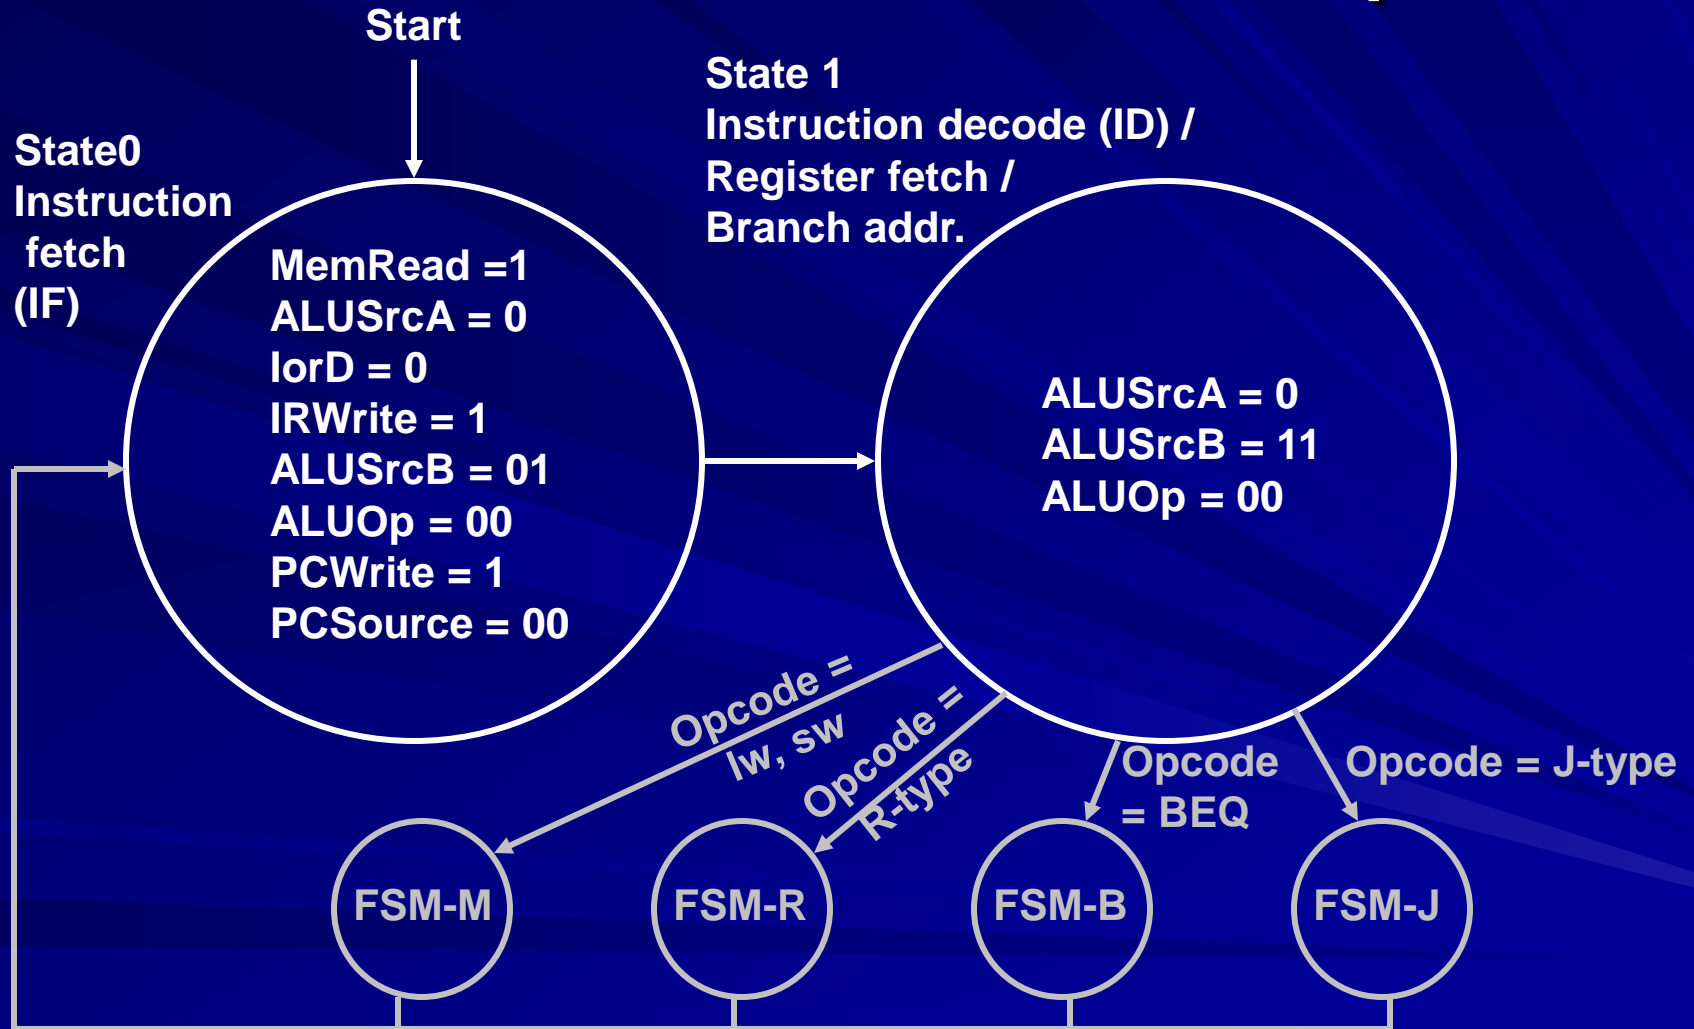 Start
State0
Instruction
fetch
(IF)
MemRead =1
ALUSrcA = 0
IorD = 0
IRWrite = 1
ALUSrcB = 01
ALUOp = 00
PCWrite = 1
PCSource = 00
State 1
Instruction decode (ID) /
Register fetch /
Branch addr.
ALUSrcA = 0
ALUSrcB = 11
ALUOp = 00
Opcode =
lw, sw
Opcode =
R-type
Opcode
= BEQ
Opcode = J-type
FSM-M
FSM-R
FSM-B
FSM-J